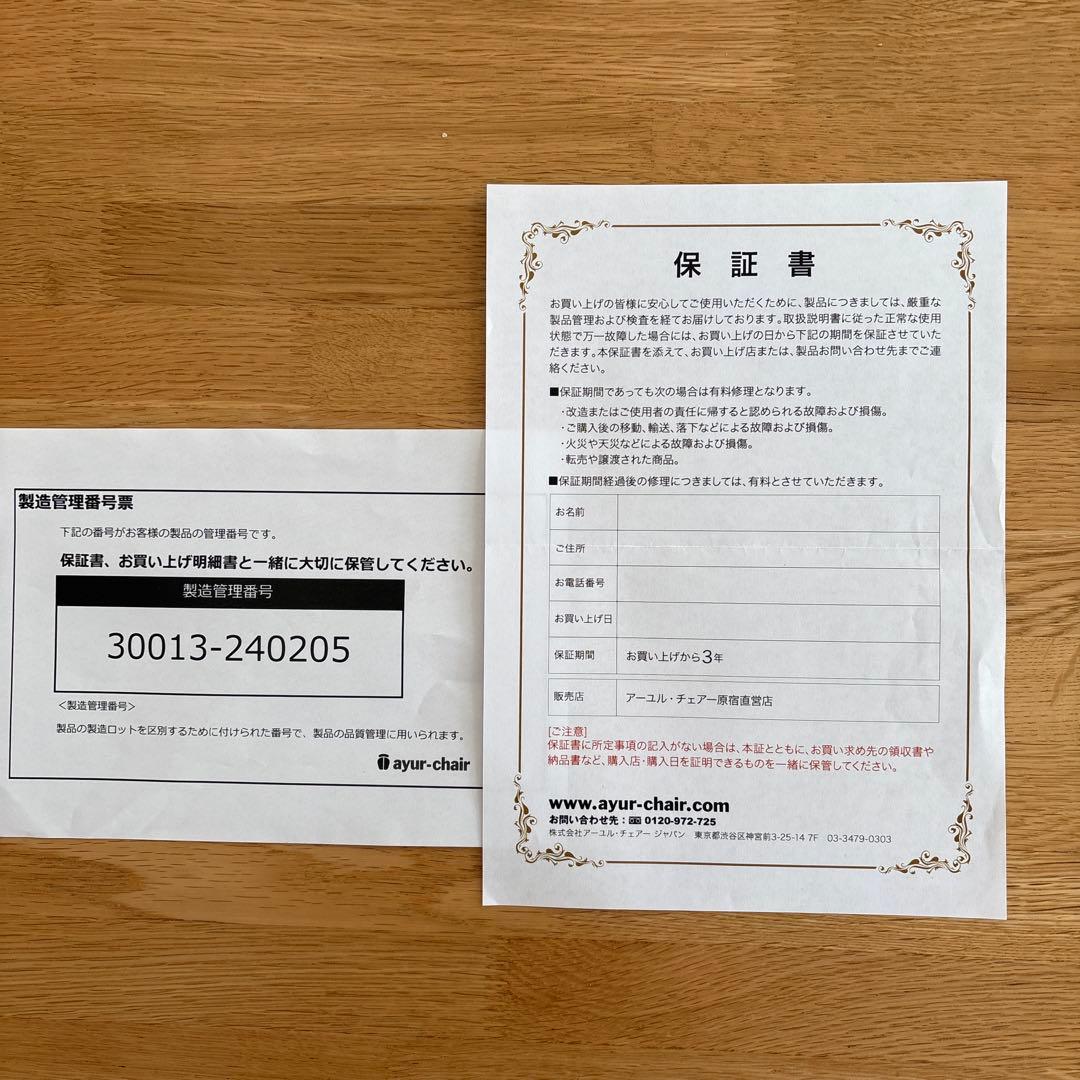 製造管理番号票
下記の番号がお客様の製品の管理番号です。
保証書、お買い上げ明細書と一緒に大切に保管してください。
製造管理番号
30013-240205
＜製造管理番号＞
製品の製造ロットを区別するために付けられた番号で、製品の品質管理に用いられます。
ayur-chair
保証書
お買い上げの皆様に安心してご使用いただくために、製品につきましては、厳重な
製品管理および検査を経てお届けしております。取扱説明書に従った正常な使用
状態で万一故障した場合には、お買い上げの日から下記の期間を保証させていた
だきます。本保証書を添えて、お買い上げ店または、製品お問い合わせ先までご連
絡ください。
■保証期間であっても次の場合は有料修理となります。
・改造またはご使用者の責任に帰すると認められる故障および損傷。
・ご購入後の移動、輸送、落下などによる故障および損傷。
・火災や天災などによる故障および損傷。
・転売や譲渡された商品。
■保証期間経過後の修理につきましては、有料とさせていただきます。
お名前
ご住所
お電話番号
お買い上げ日
保証期間 お買い上げから3年
販売店 アーユル・チェアー原宿直営店
[ご注意]
保証書に所定事項の記入がない場合は、本証とともに、お買い求め先の領収書や
納品書など、購入店・購入日を証明できるものを一緒に保管してください。
www.ayur-chair.com
お問い合わせ先： 0120-972-725
株式会社アーユル・チェアー ジャパン 東京都渋谷区神宮前3-25-14 7F 03-3479-0303